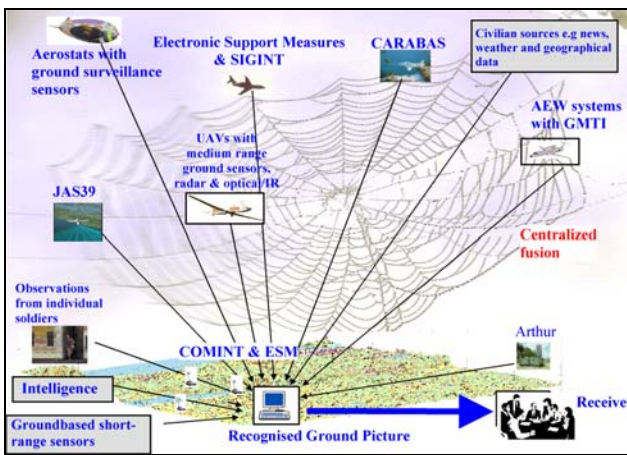 Aerostats with
ground surveillance
sensors
Electronic Support Measures
& SIGINT
CARABAS
Civilian sources e.g news,
weather and geographical
data
AEW systems
with GMTI
UAVs with
medium range
ground sensors,
radar & optical/IR
JAS39
Centralized
fusion
Observations
from individual
soldiers
COMINT & ESM
Arthur
Intelligence
Groundbased short-
range sensors
Recognised Ground Picture
Receive